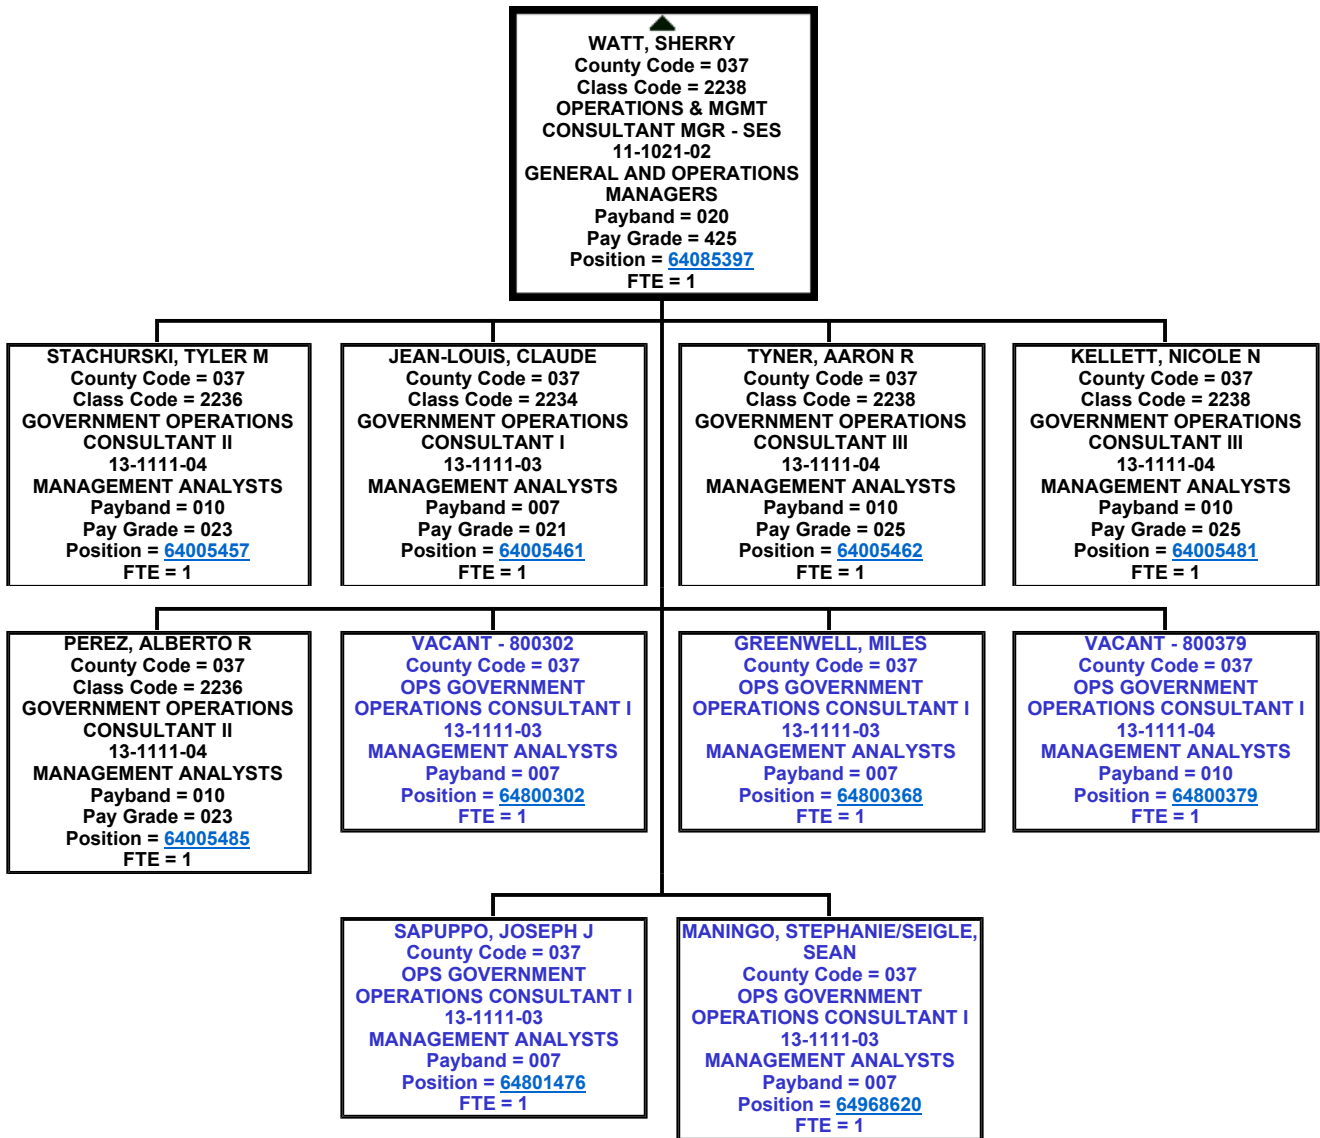 WATT, SHERRY
County Code = 037
Class Code = 2238
OPERATIONS & MGMT
CONSULTANT MGR - SES
11-1021-02
GENERAL AND OPERATIONS
MANAGERS
Payband = 020
Pay Grade = 425
Position = 64085397
FTE = 1
STACHURSKI, TYLER M
County Code = 037
Class Code = 2236
GOVERNMENT OPERATIONS
CONSULTANT II
13-1111-04
MANAGEMENT ANALYSTS
Payband = 010
Pay Grade = 023
Position = 64005457
FTE = 1
JEAN-LOUIS, CLAUDE
County Code = 037
Class Code = 2234
GOVERNMENT OPERATIONS
CONSULTANT I
13-1111-03
MANAGEMENT ANALYSTS
Payband = 007
Pay Grade = 021
Position = 64005461
FTE = 1
TYNER, AARON R
County Code = 037
Class Code = 2238
GOVERNMENT OPERATIONS
CONSULTANT III
13-1111-04
MANAGEMENT ANALYSTS
Payband = 010
Pay Grade = 025
Position = 64005462
FTE = 1
KELLETT, NICOLE N
County Code = 037
Class Code = 2238
GOVERNMENT OPERATIONS
CONSULTANT III
13-1111-04
MANAGEMENT ANALYSTS
Payband = 010
Pay Grade = 025
Position = 64005481
FTE = 1
PEREZ, ALBERTO R
County Code = 037
Class Code = 2236
GOVERNMENT OPERATIONS
CONSULTANT II
13-1111-04
MANAGEMENT ANALYSTS
Payband = 010
Pay Grade = 023
Position = 64005485
FTE = 1
VACANT - 800302
County Code = 037
OPS GOVERNMENT
OPERATIONS CONSULTANT I
13-1111-03
MANAGEMENT ANALYSTS
Payband = 007
Position = 64800302
FTE = 1
GREENWELL, MILES
County Code = 037
OPS GOVERNMENT
OPERATIONS CONSULTANT I
13-1111-03
MANAGEMENT ANALYSTS
Payband = 007
Position = 64800368
FTE = 1
VACANT - 800379
County Code = 037
OPS GOVERNMENT
OPERATIONS CONSULTANT I
13-1111-04
MANAGEMENT ANALYSTS
Payband = 010
Position = 64800379
FTE = 1
SAPUPPO, JOSEPH J
County Code = 037
OPS GOVERNMENT
OPERATIONS CONSULTANT I
13-1111-03
MANAGEMENT ANALYSTS
Payband = 007
Position = 64801476
FTE = 1
MANINGO, STEPHANIE/SEIGLE,
SEAN
County Code = 037
OPS GOVERNMENT
OPERATIONS CONSULTANT I
13-1111-03
MANAGEMENT ANALYSTS
Payband = 007
Position = 64968620
FTE = 1